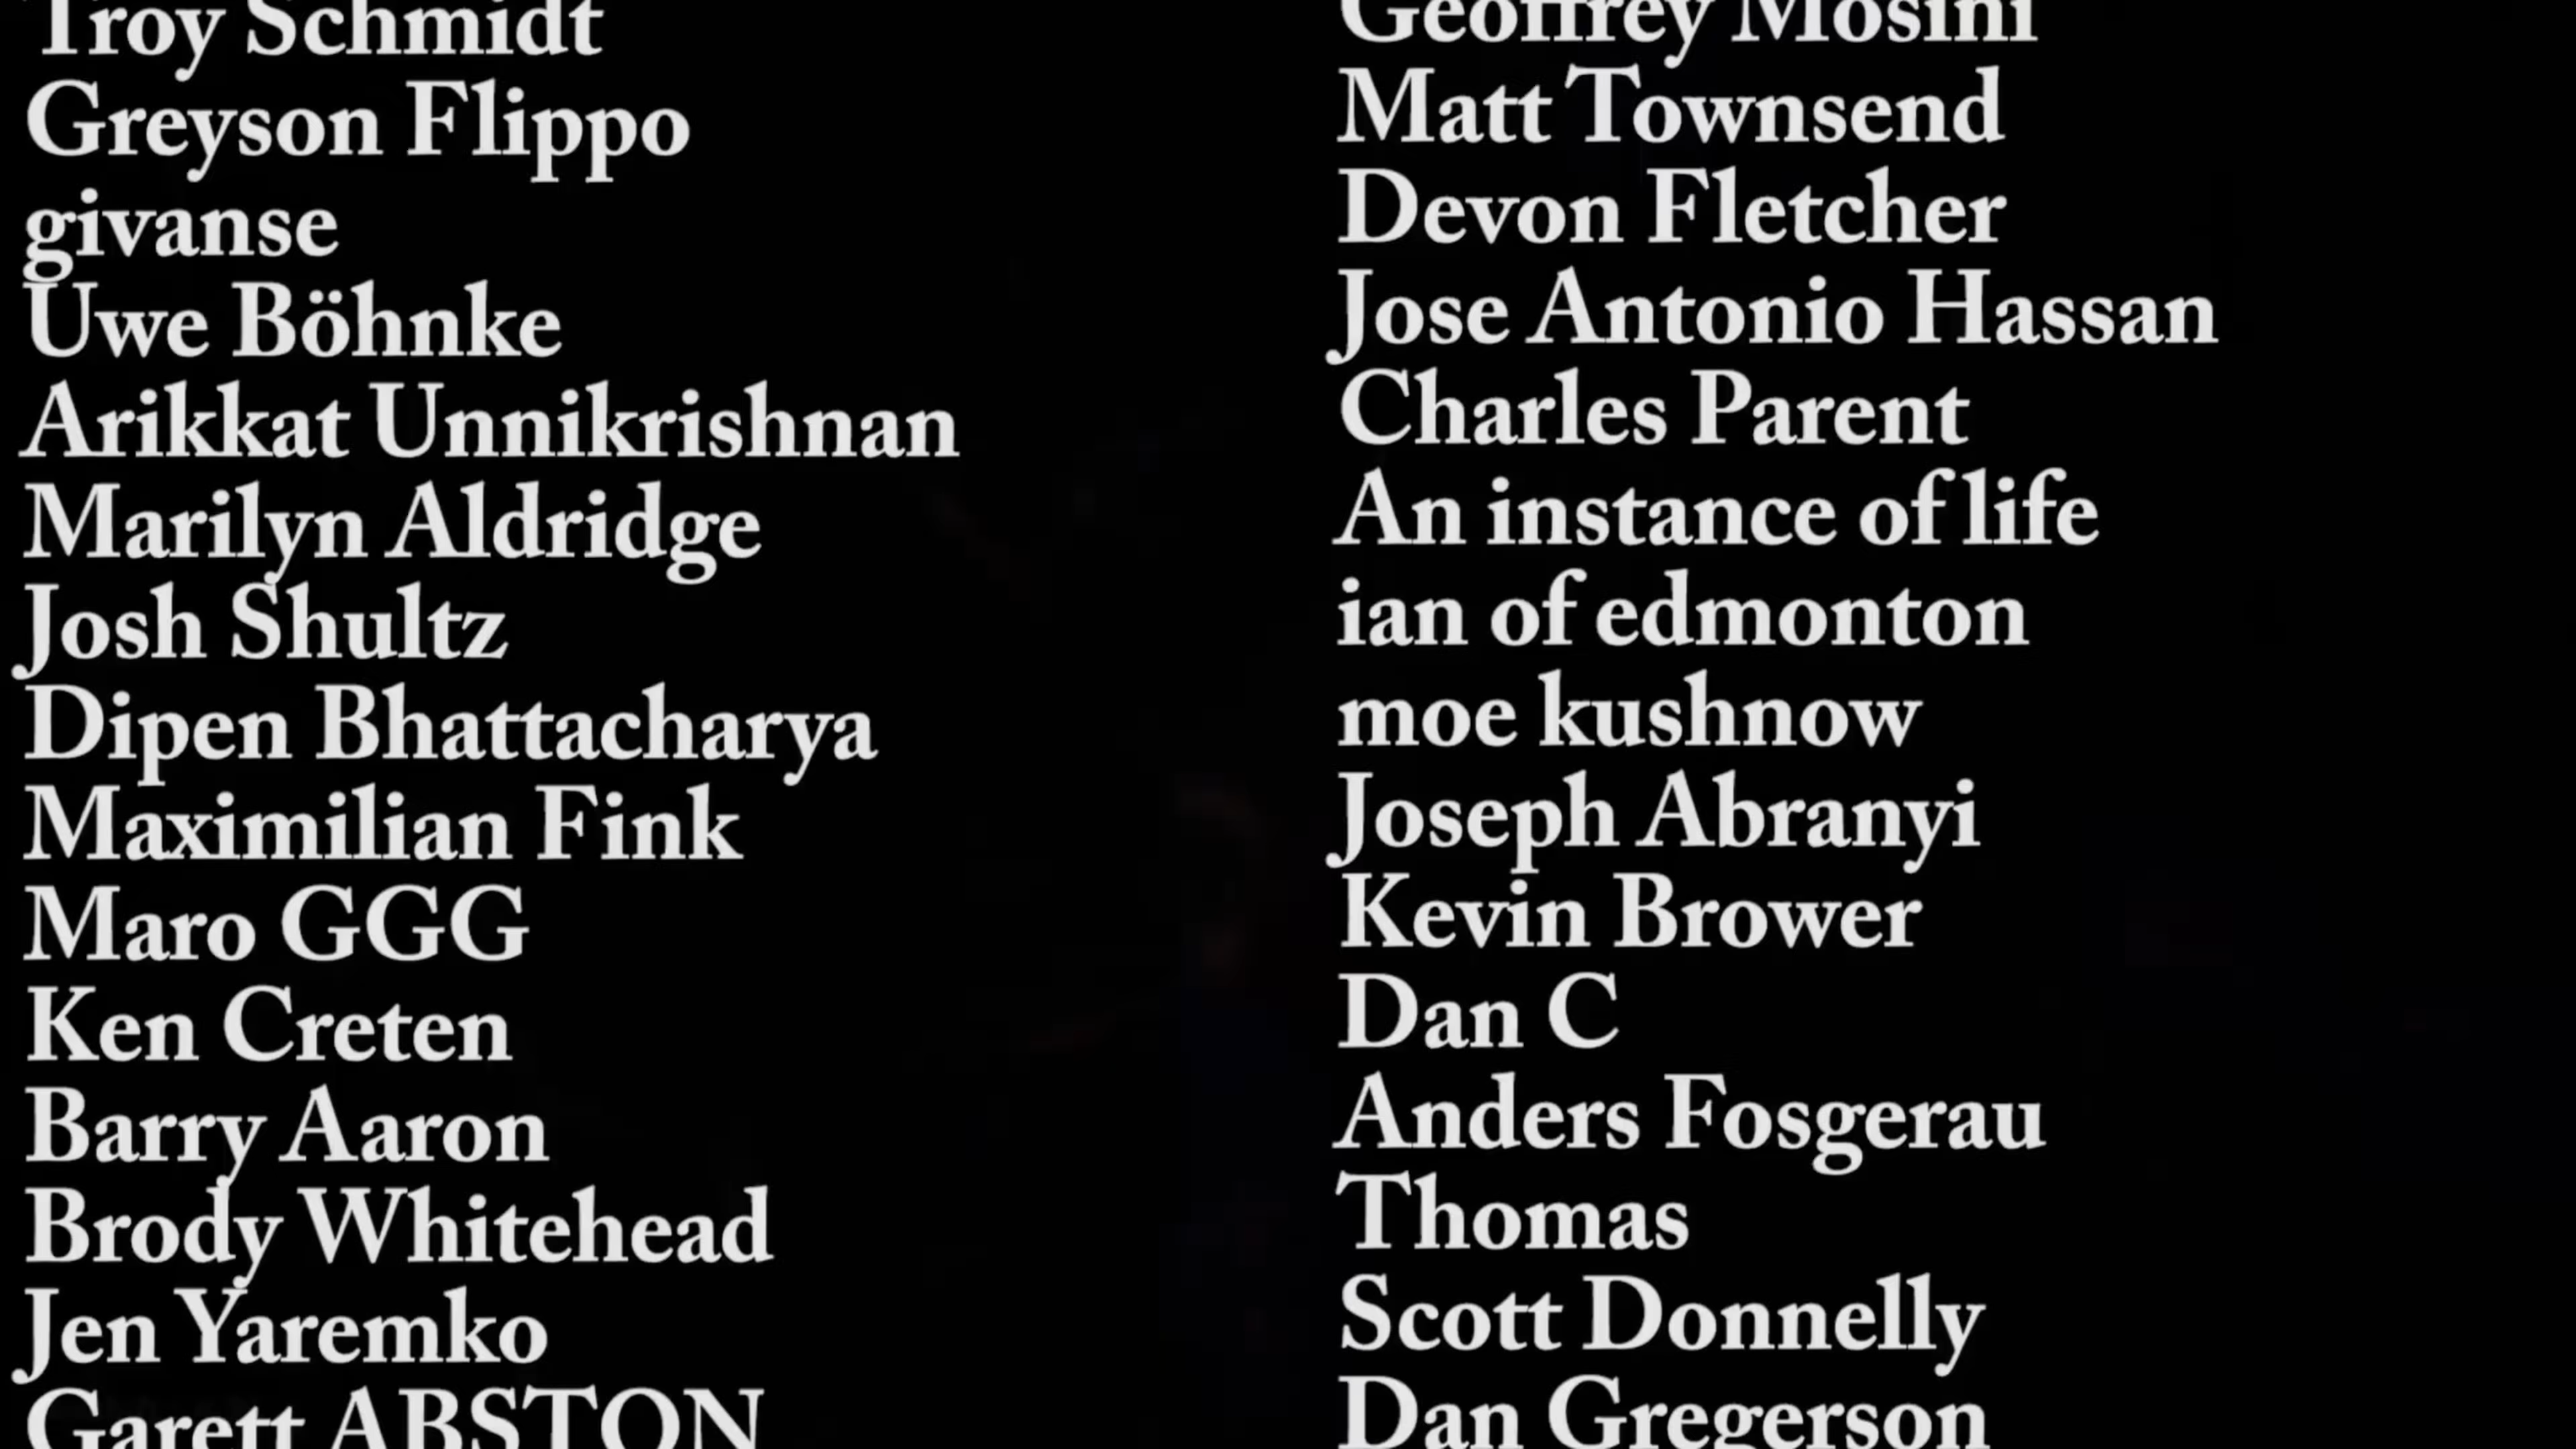 Troy Schmidt
Greyson Flippo
givanse
Uwe Böhnke
Arikkat Unnikrishnan
Marilyn Aldridge
Josh Shultz
Dipen Bhattacharya
Maximilian Fink
Maro GGG
Ken Creten
Barry Aaron
Brody Whitehead
Jen Yaremko
Garett ABSTON
Geoffrey Mosini
Matt Townsend
Devon Fletcher
Jose Antonio Hassan
Charles Parent
An instance of life
ian of edmonton
moe kushnow
Joseph Abranyi
Kevin Brower
Dan C
Anders Fosgerau
Thomas
Scott Donnelly
Dan Gregerson